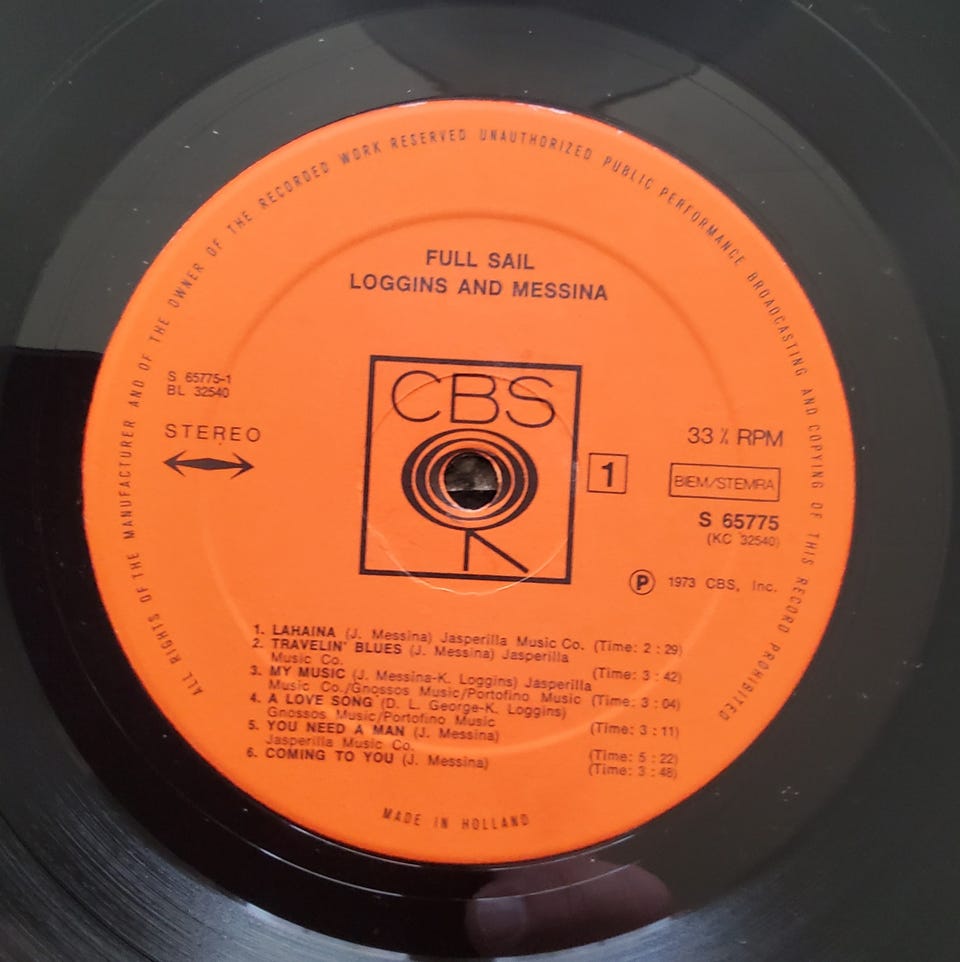 ALL RIGHTS OF THE MANUFACTURER AND OF THE OWNER OF THE RECORDED WORK RESERVED UNAUTHORIZED PUBLIC PERFORMANCE BROADCASTING AND COPYING OF THIS RECORD PROHIBITED
FULL SAIL
LOGGINS AND MESSINA
S 65775-1
BL 32540
STEREO
CBS
1
33 ⅓ RPM
BIEM/STEMRA
S 65775
(KC 32540)
Ⓟ 1973 CBS, Inc.
1. LAHAINA (J. Messina) Jasperilla Music Co. (Time: 2 : 29)
2. TRAVELIN' BLUES (J. Messina) Jasperilla
Music Co. (Time: 3 : 42)
3. MY MUSIC (J. Messina-K. Loggins) Jasperilla
Music Co./Gnossos Music/Portofino Music (Time: 3 : 04)
4. A LOVE SONG (D. L. George-K. Loggins)
Gnossos Music/Portofino Music (Time: 3 : 11)
5. YOU NEED A MAN (J. Messina)
Jasperilla Music Co. (Time: 5 : 22)
6. COMING TO YOU (J. Messina) (Time: 3 : 48)
MADE IN HOLLAND